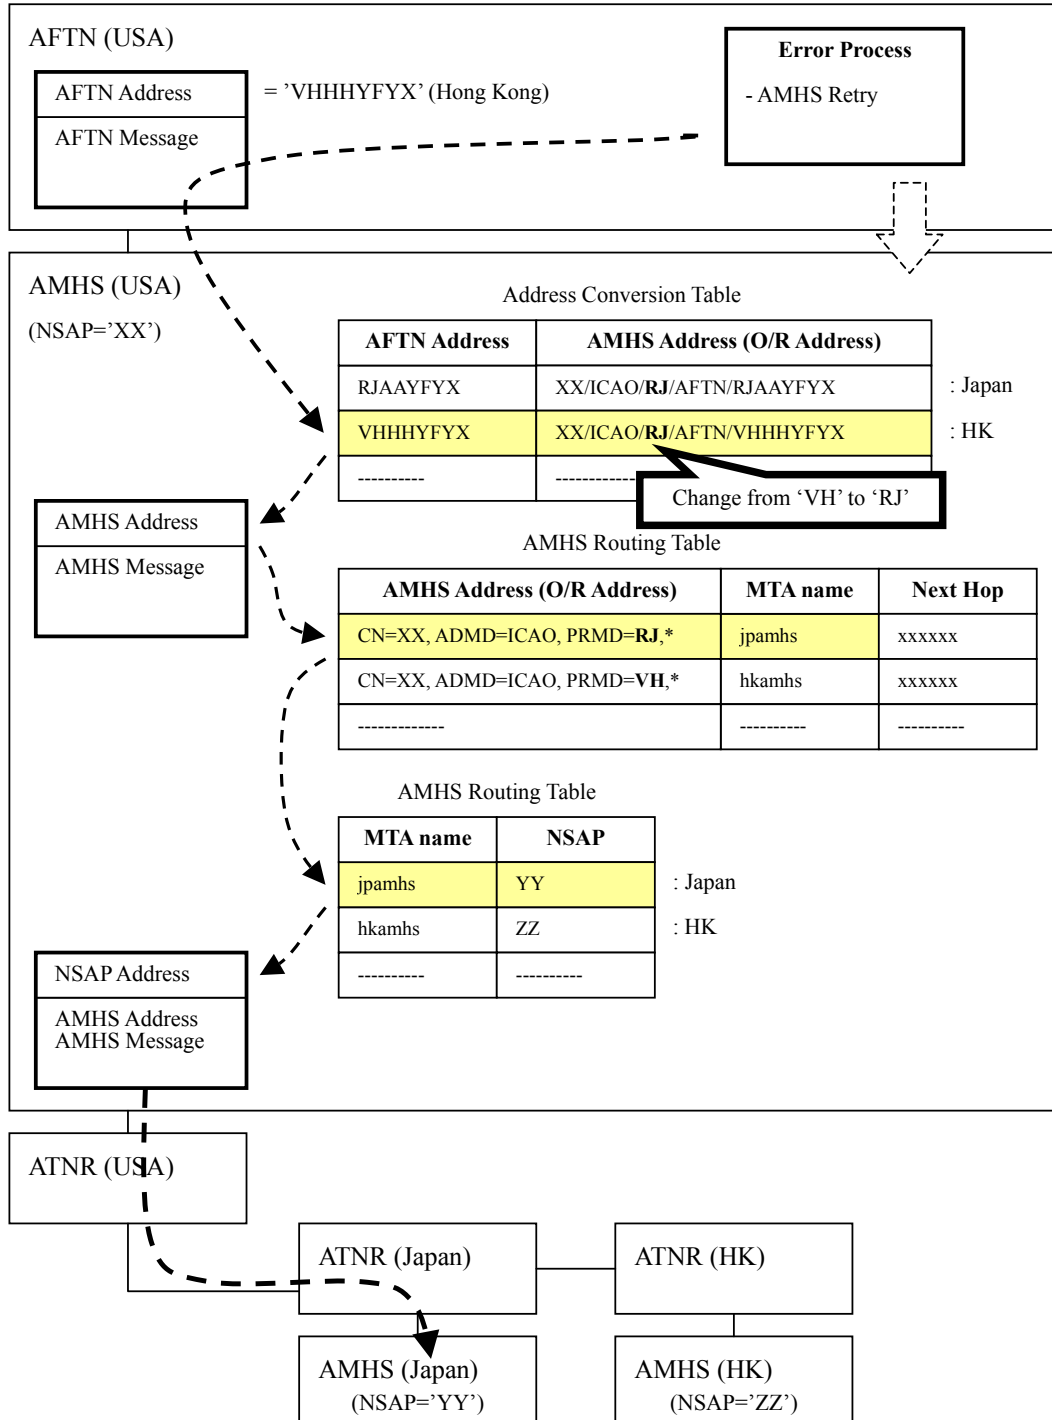 AFTN (USA)
Error Process
- AMHS Retry
AFTN Address
= ’VHHHYFYX’ (Hong Kong)
AFTN Message
AMHS (USA)
(NSAP=’XX’)
Address Conversion Table
AFTN Address AMHS Address (O/R Address)
RJAAYFYX XX/ICAO/RJ/AFTN/RJAAYFYX : Japan
VHHHYFYX XX/ICAO/RJ/AFTN/VHHHYFYX : HK
---------- ----------
Change from ‘VH’ to ‘RJ’
AMHS Address
AMHS Message
AMHS Routing Table
AMHS Address (O/R Address) MTA name Next Hop
CN=XX, ADMD=ICAO, PRMD=RJ,* jpamhs xxxxxx
CN=XX, ADMD=ICAO, PRMD=VH,* hkamhs xxxxxx
------------- ---------- ----------
AMHS Routing Table
MTA name NSAP
jpamhs YY : Japan
hkamhs ZZ : HK
---------- ----------
NSAP Address
AMHS Address
AMHS Message
ATNR (USA)
ATNR (Japan)
ATNR (HK)
AMHS (Japan)
(NSAP=’YY’)
AMHS (HK)
(NSAP=’ZZ’)